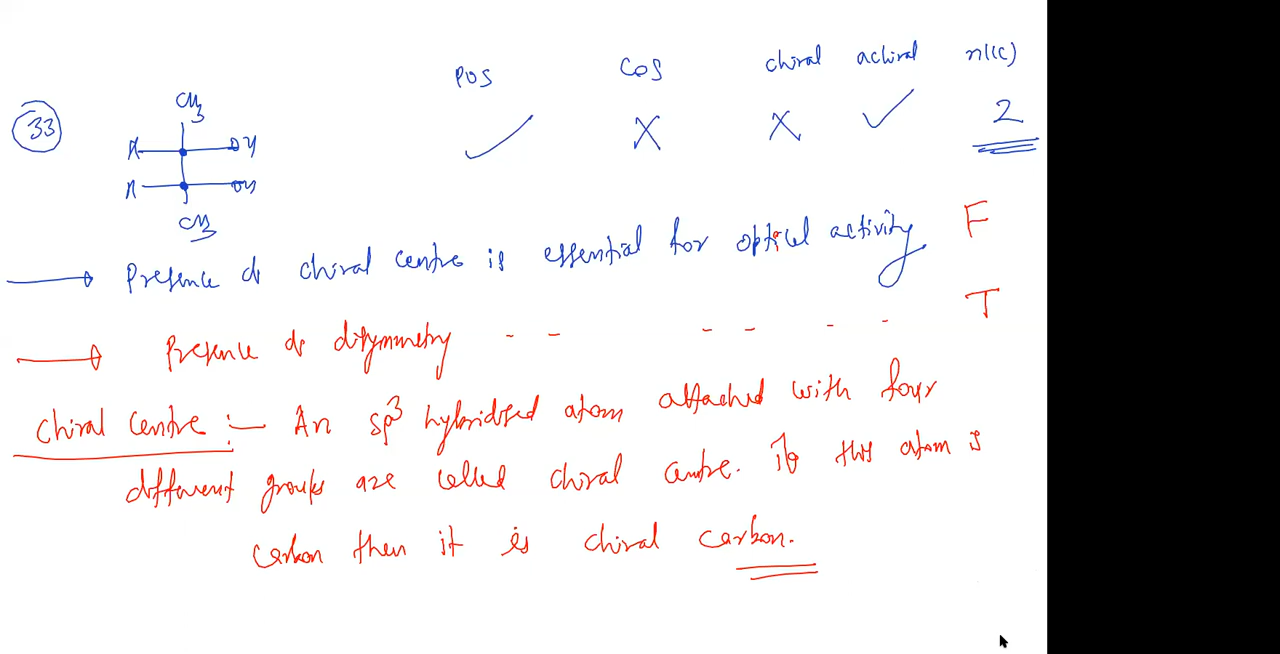 POS COS chiral achiral n(C)
33 CH3
H OH 2
H OH
CH3
→ Presence of chiral centre is essential for optical activity F
→ Presence of disymmetry - - - - - - T
Chiral Centre :- An sp3 hybridised atom attached with four
different groups are called chiral centre. If this atom is
carbon then it is chiral carbon.